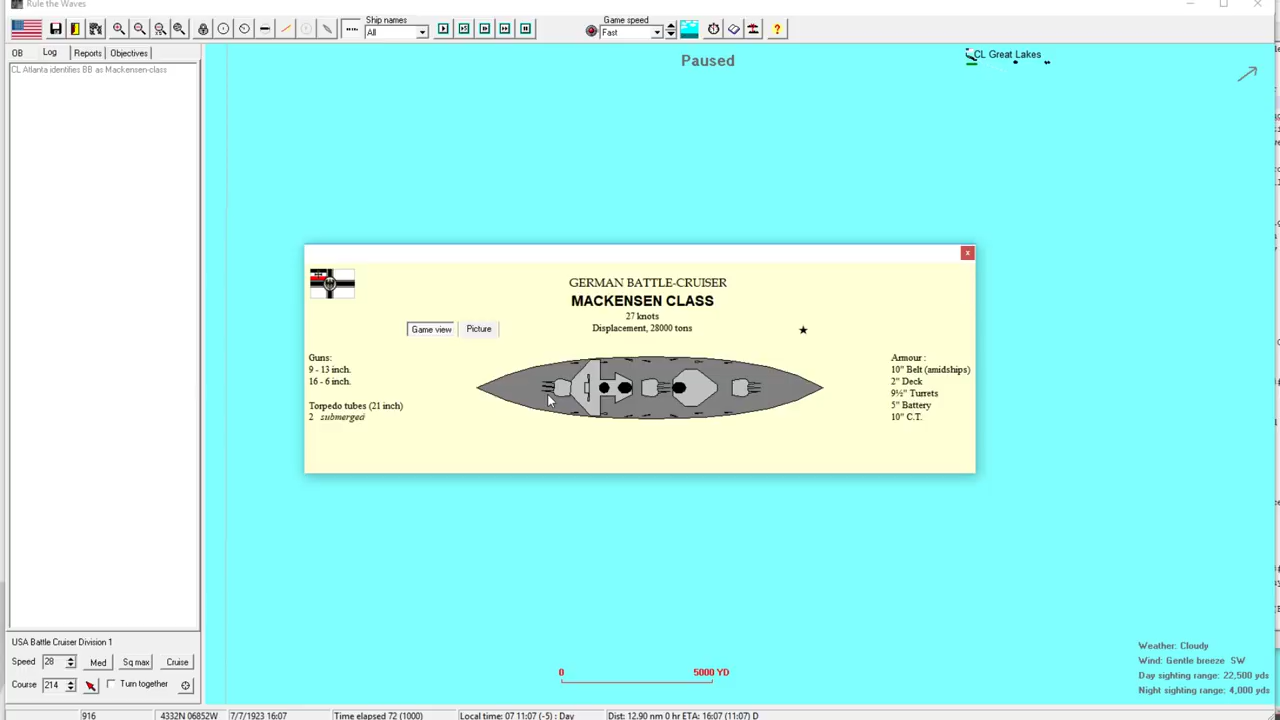 Rule the Waves
Ship names
All
Game speed
Fast
OB
Log
Reports
Objectives
CL Atlanta identifies BB as Mackensen-class
Paused
CL Great Lakes
GERMAN BATTLE-CRUISER
MACKENSEN CLASS
27 knots
Displacement, 28000 tons
Game view
Picture
Guns:
9 - 13 inch.
16 - 6 inch.
Torpedo tubes (21 inch)
2 submerged
Armour :
10" Belt (amidships)
2" Deck
9½" Turrets
5" Battery
10" C.T.
USA Battle Cruiser Division 1
Speed 28 Med Sq max Cruise
Course 214 Turn together
0 5000 YD
Weather: Cloudy
Wind: Gentle breeze SW
Day sighting range: 22,500 yds
Night sighting range: 4,000 yds
916 4332N 06852W 7/7/1923 16:07 Time elapsed 72 (1000) Local time: 07 11:07 (-5) : Day Dist: 12.90 nm 0 hr ETA: 16:07 (11:07) D